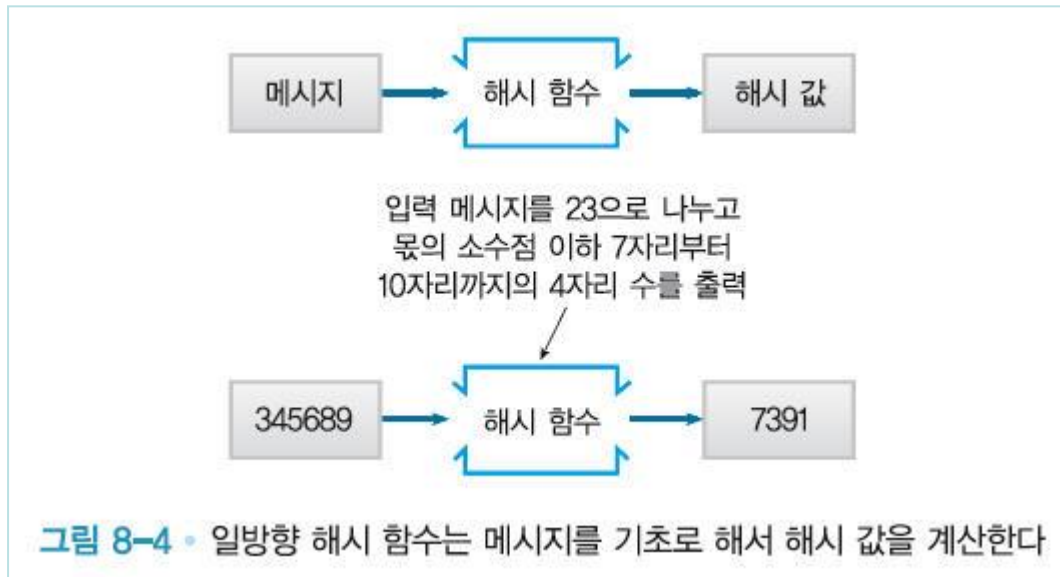 메시지
해시 함수
해시 값
입력 메시지를 23으로 나누고
몫의 소수점 이하 7자리부터
10자리까지의 4자리 수를 출력
345689
해시 함수
7391
그림 8-4 • 일방향 해시 함수는 메시지를 기초로 해서 해시 값을 계산한다